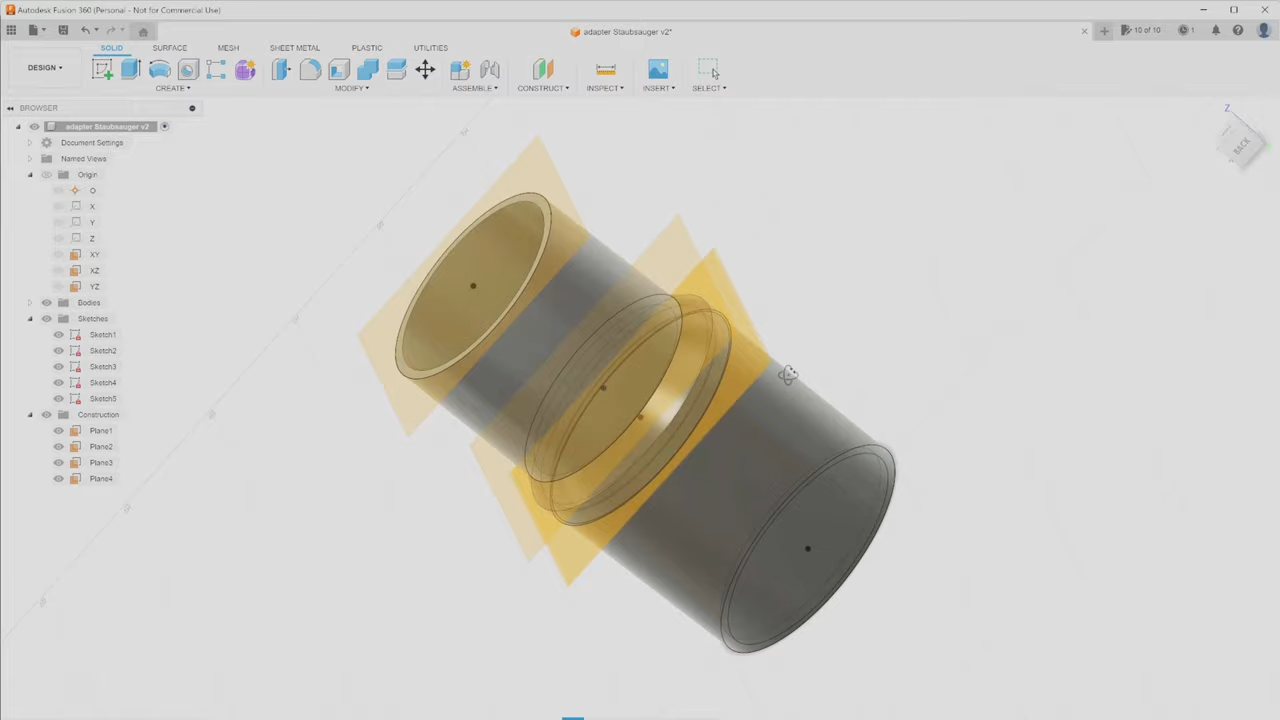 Autodesk Fusion 360 (Personal - Not for Commercial Use)
adapter Staubsauger v2*
10 of 10
1
DESIGN
SOLID
SURFACE
MESH
SHEET METAL
PLASTIC
UTILITIES
CREATE
MODIFY
ASSEMBLE
CONSTRUCT
INSPECT
INSERT
SELECT
BROWSER
adapter Staubsauger v2
Document Settings
Named Views
Origin
O
X
Y
Z
XY
XZ
YZ
Bodies
Sketches
Sketch1
Sketch2
Sketch3
Sketch4
Sketch5
Construction
Plane1
Plane2
Plane3
Plane4
Z
BACK